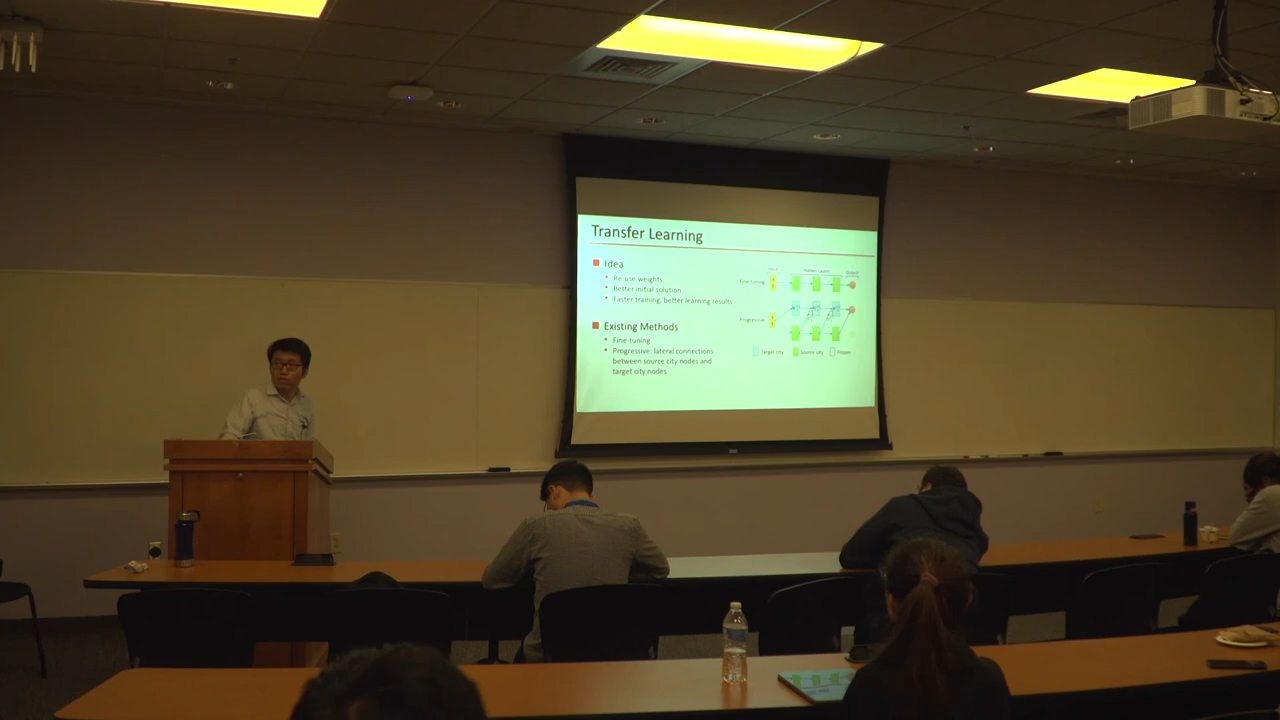 Transfer Learning
Idea
Re-use weights
Better initial solution
Faster training, better learning results
Existing Methods
Fine-tuning
Progressive: lateral connections
between source city nodes and
target city nodes
Fine-tuning
Progressive
Target city
Source city